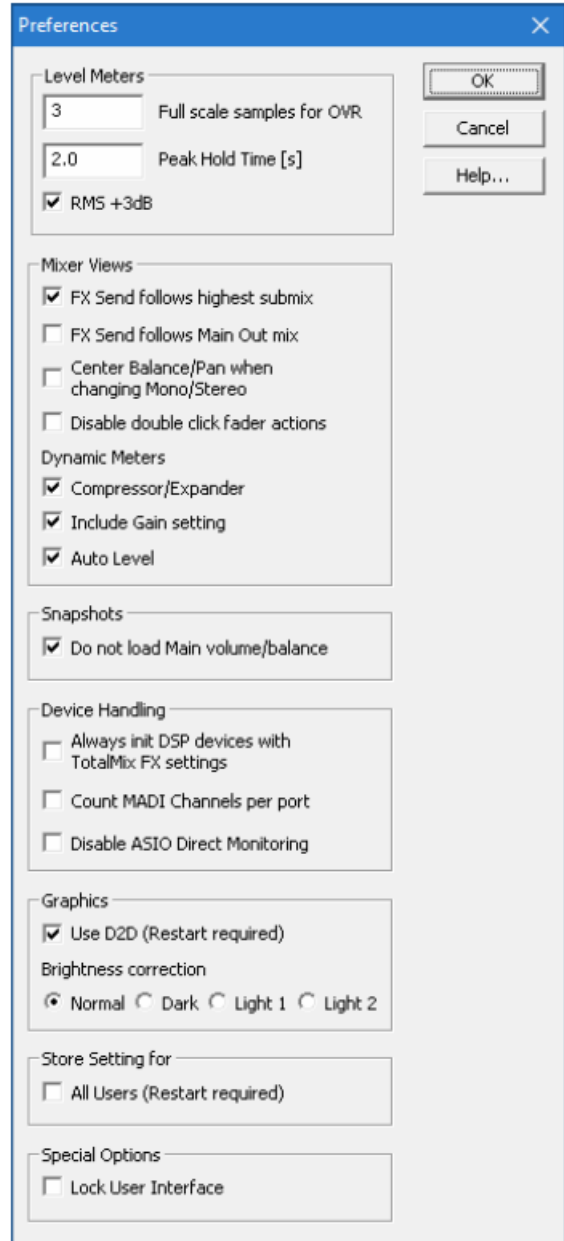 Preferences
Level Meters
OK
3 Full scale samples for OVR
Cancel
2.0 Peak Hold Time [s]
Help...
RMS +3dB
Mixer Views
FX Send follows highest submix
FX Send follows Main Out mix
Center Balance/Pan when
changing Mono/Stereo
Disable double click fader actions
Dynamic Meters
Compressor/Expander
Include Gain setting
Auto Level
Snapshots
Do not load Main volume/balance
Device Handling
Always init DSP devices with
TotalMix FX settings
Count MADI Channels per port
Disable ASIO Direct Monitoring
Graphics
Use D2D (Restart required)
Brightness correction
Normal Dark Light 1 Light 2
Store Setting for
All Users (Restart required)
Special Options
Lock User Interface